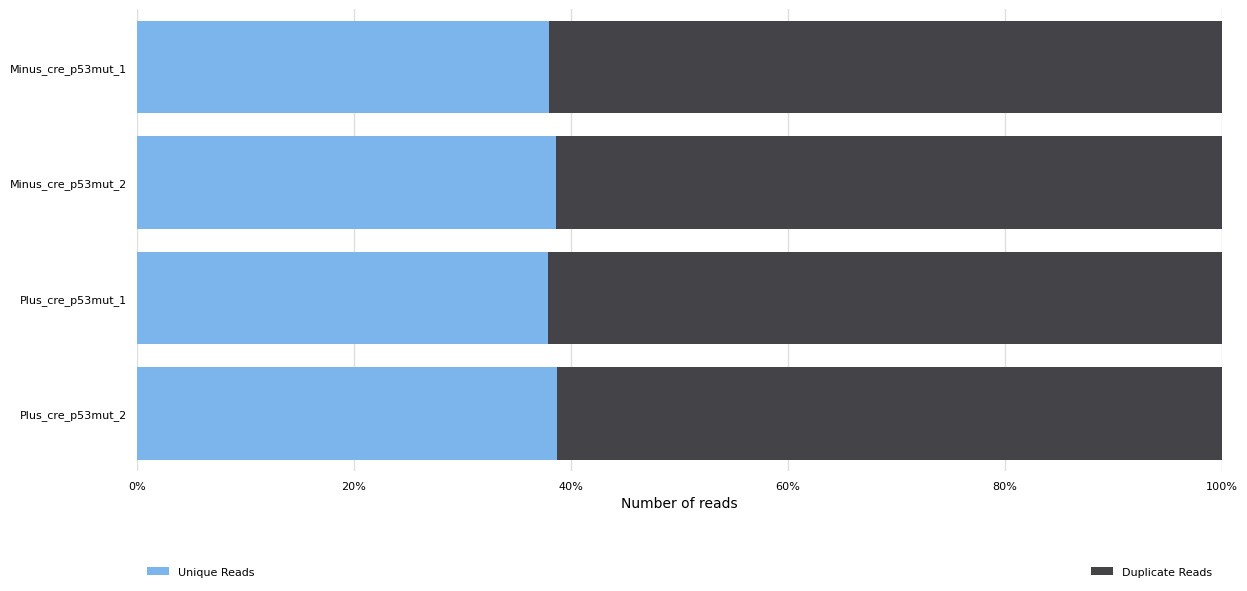 Minus_cre_p53mut_1
Minus_cre_p53mut_2
Plus_cre_p53mut_1
Plus_cre_p53mut_2
0% 20% 40% 60% 80% 100%
Number of reads
Unique Reads Duplicate Reads